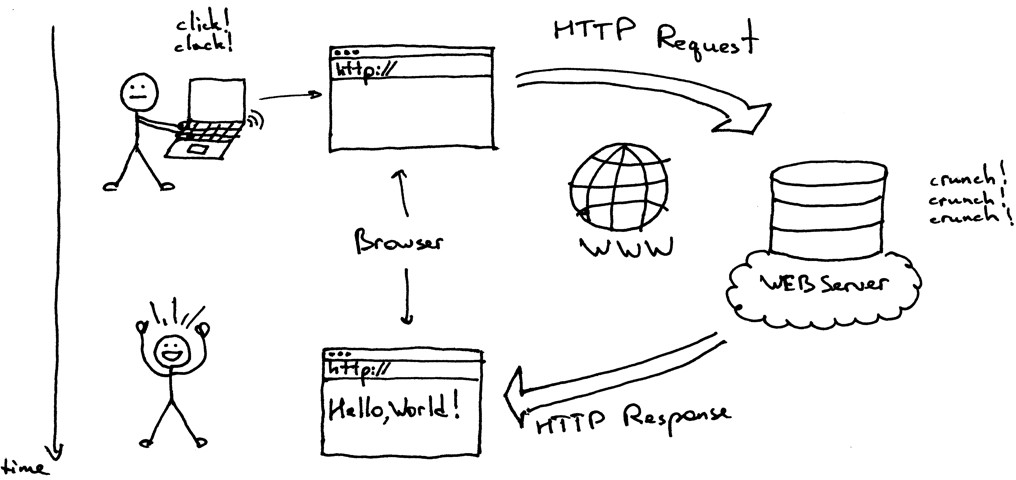 click!
clack!
http://
HTTP Request
crunch!
crunch!
crunch!
WWW
Browser
WEB Server
http://
Hello, World!
HTTP Response
time